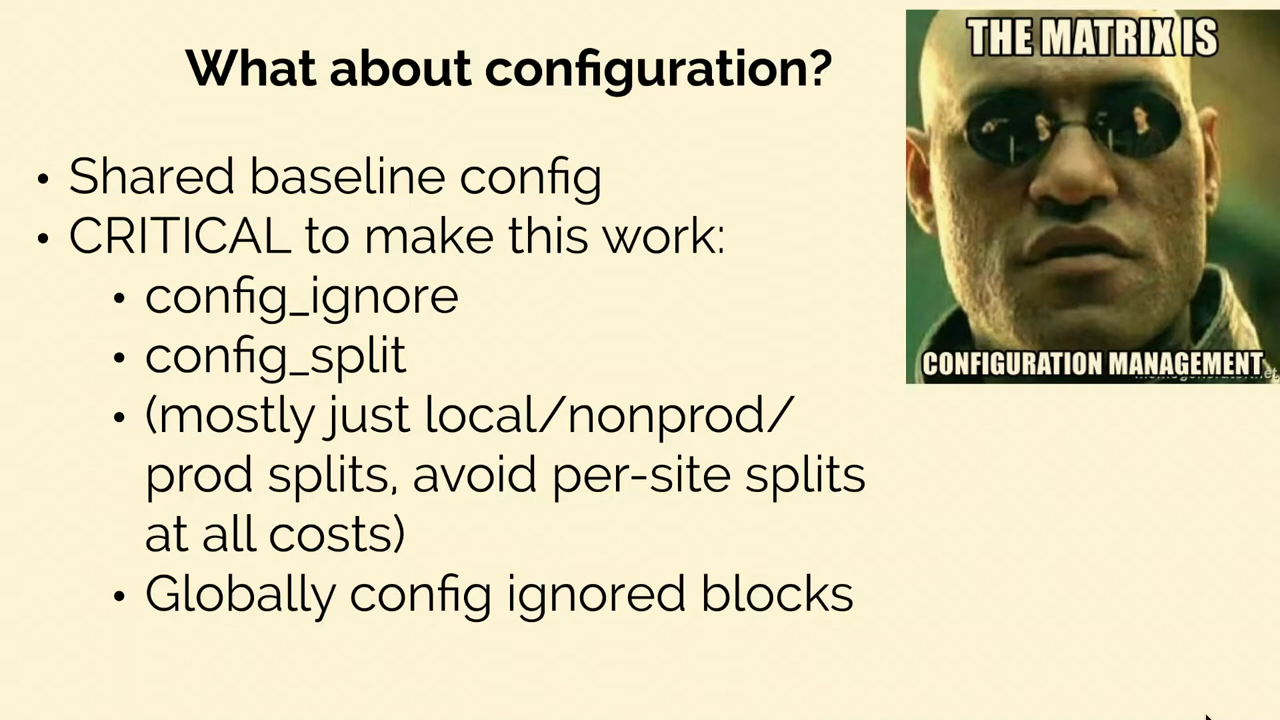 What about configuration?
THE MATRIX IS
CONFIGURATION MANAGEMENT
• Shared baseline config
• CRITICAL to make this work:
• config_ignore
• config_split
• (mostly just local/nonprod/
prod splits, avoid per-site splits
at all costs)
• Globally config ignored blocks